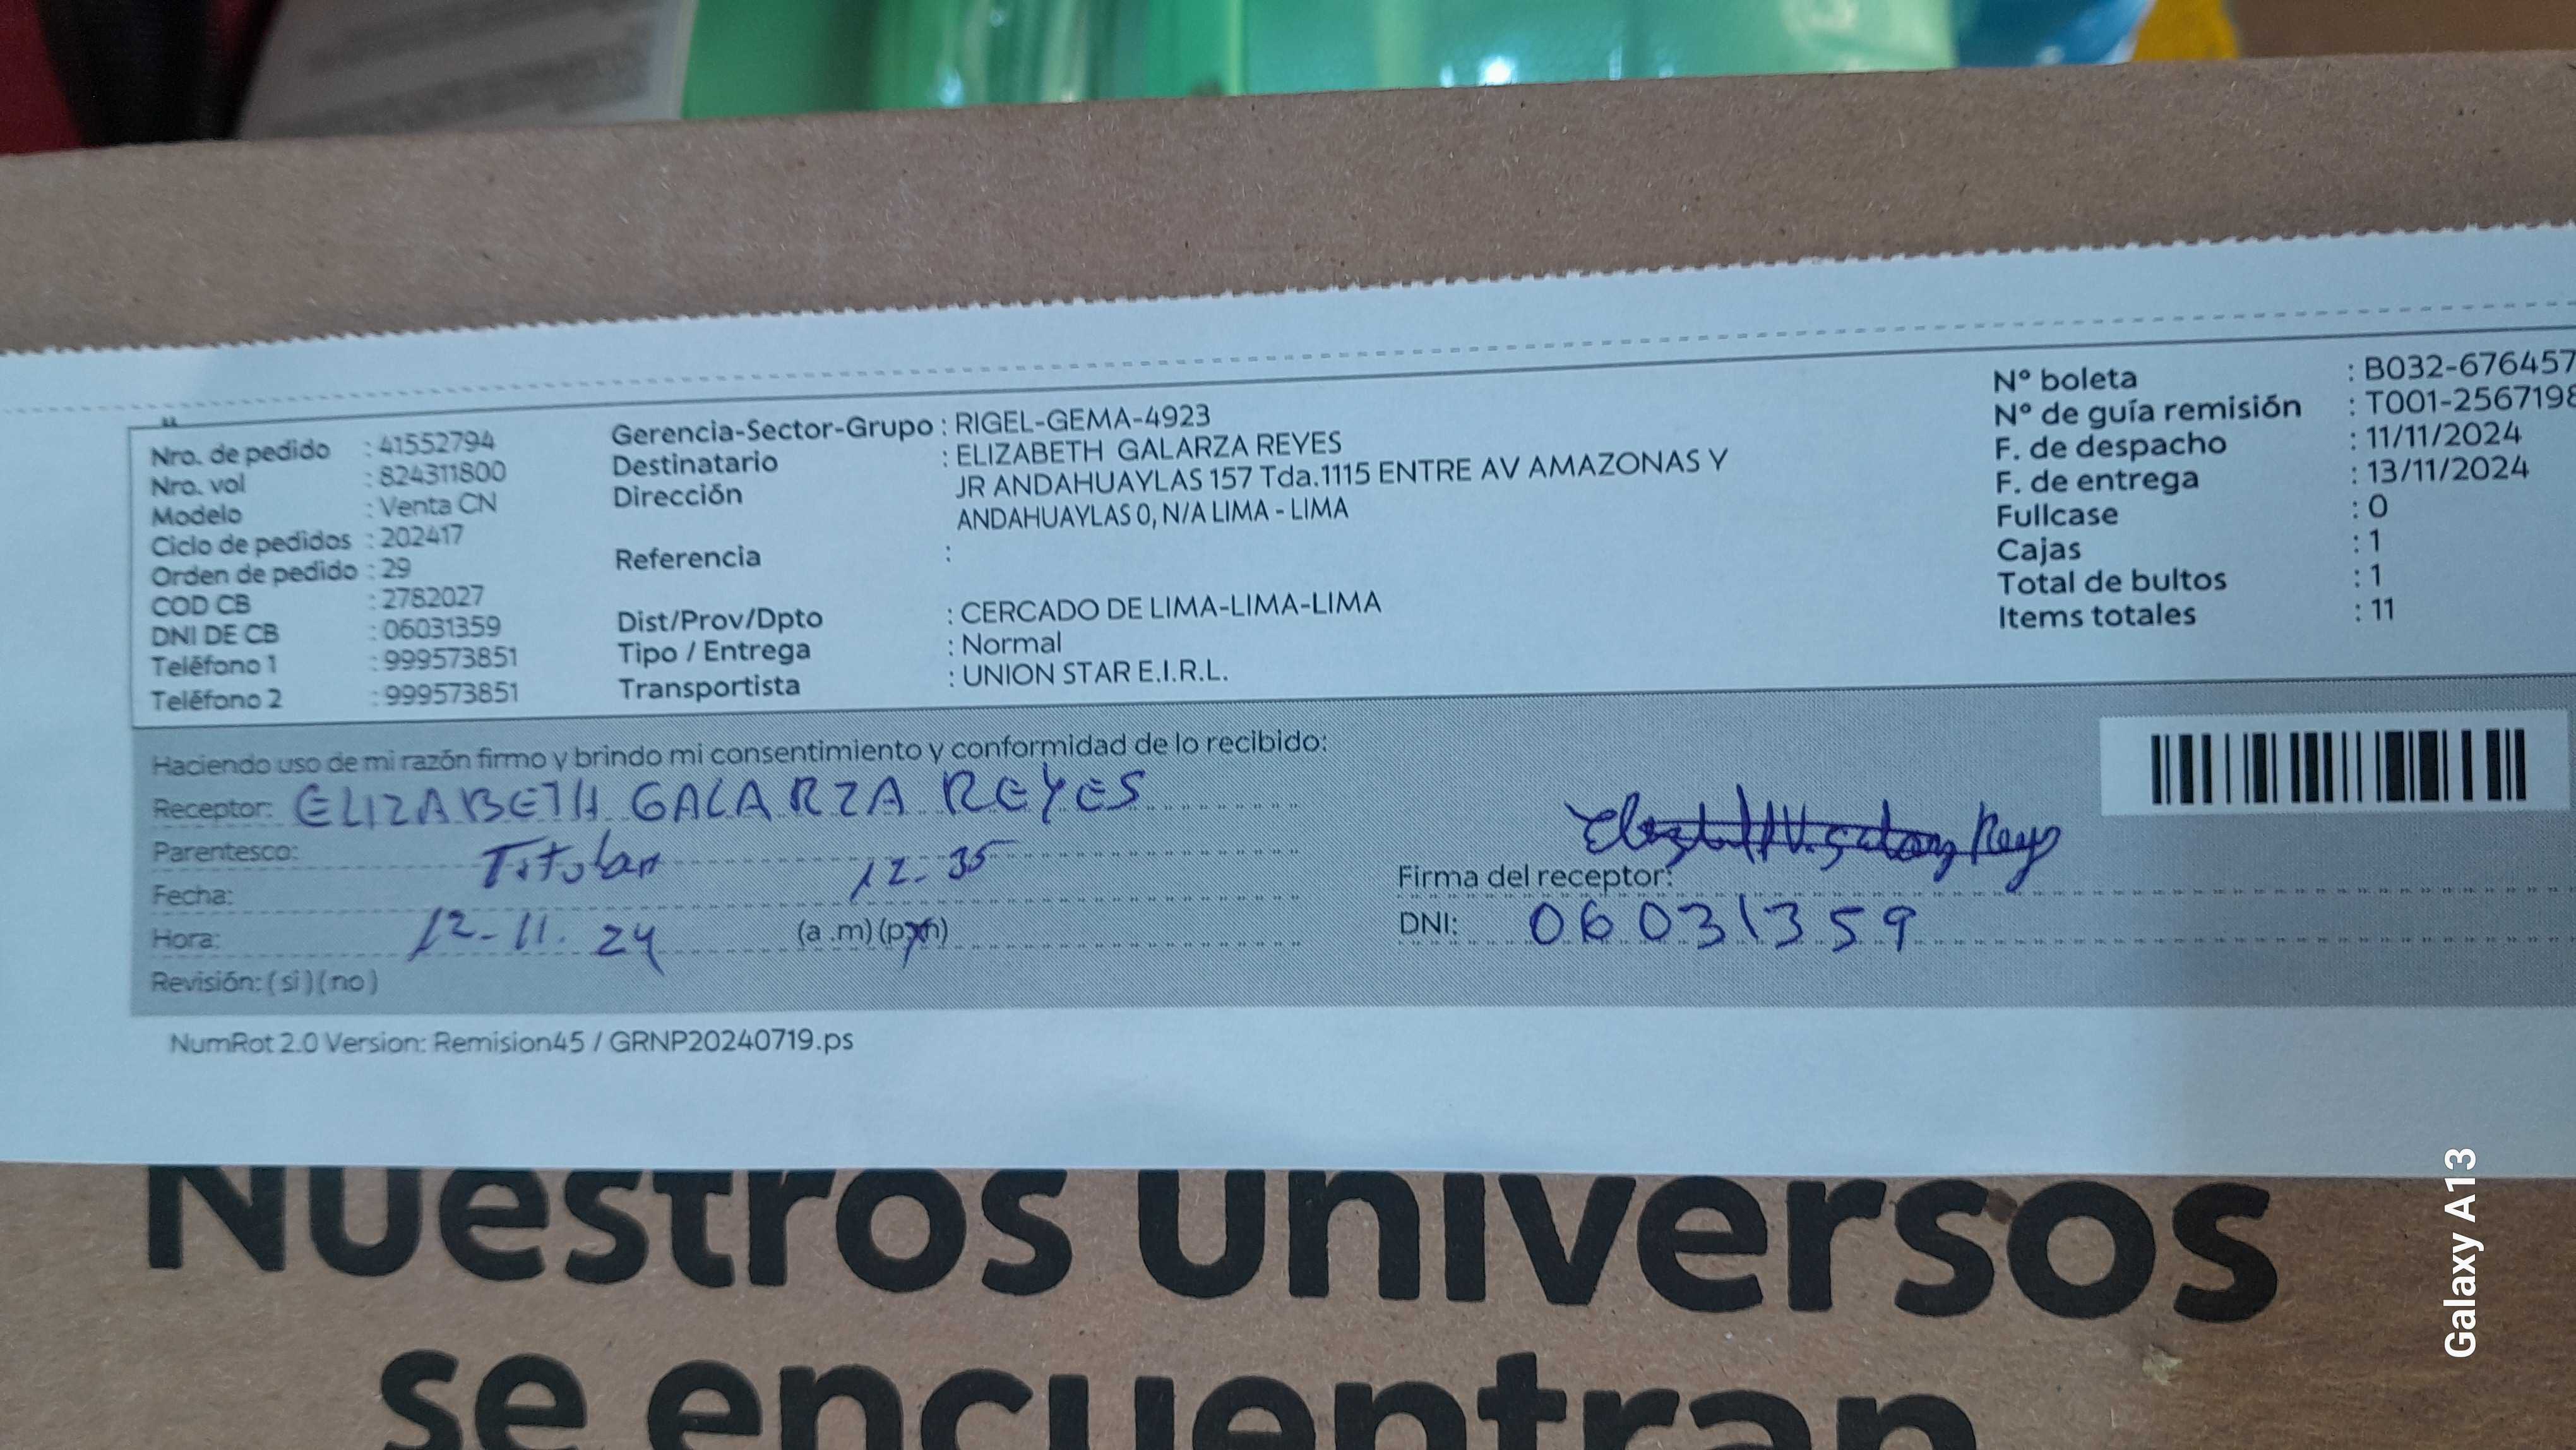 Nro. de pedido : 41552794
Nro. vol : 824311800
Modelo : Venta CN
Ciclo de pedidos : 202417
Orden de pedido : 29
COD CB : 2782027
DNI DE CB : 06031359
Teléfono 1 : 999573851
Teléfono 2 : 999573851
Gerencia-Sector-Grupo : RIGEL-GEMA-4923
Destinatario : ELIZABETH GALARZA REYES
Dirección JR ANDAHUAYLAS 157 Tda.1115 ENTRE AV AMAZONAS Y
ANDAHUAYLAS 0, N/A LIMA - LIMA
Referencia :
Dist/Prov/Dpto : CERCADO DE LIMA-LIMA-LIMA
Tipo / Entrega : Normal
Transportista : UNION STAR E.I.R.L.
Nº boleta : B032-676457
Nº de guía remisión : T001-2567198
F. de despacho : 11/11/2024
F. de entrega : 13/11/2024
Fullcase : 0
Cajas : 1
Total de bultos : 1
Items totales : 11
Haciendo uso de mi razón firmo y brindo mi consentimiento y conformidad de lo recibido:
Receptor: ELIZABETH GALARZA REYES
Parentesco: Titular 12-35
Fecha:
Hora: 12-11-24 (a .m) (pm)
Revisión: ( si ) ( no )
Firma del receptor:
DNI: 06031359
NumRot 2.0 Version: Remision45 / GRNP20240719.ps
Nuestros universos
se encuentran
Galaxy A13